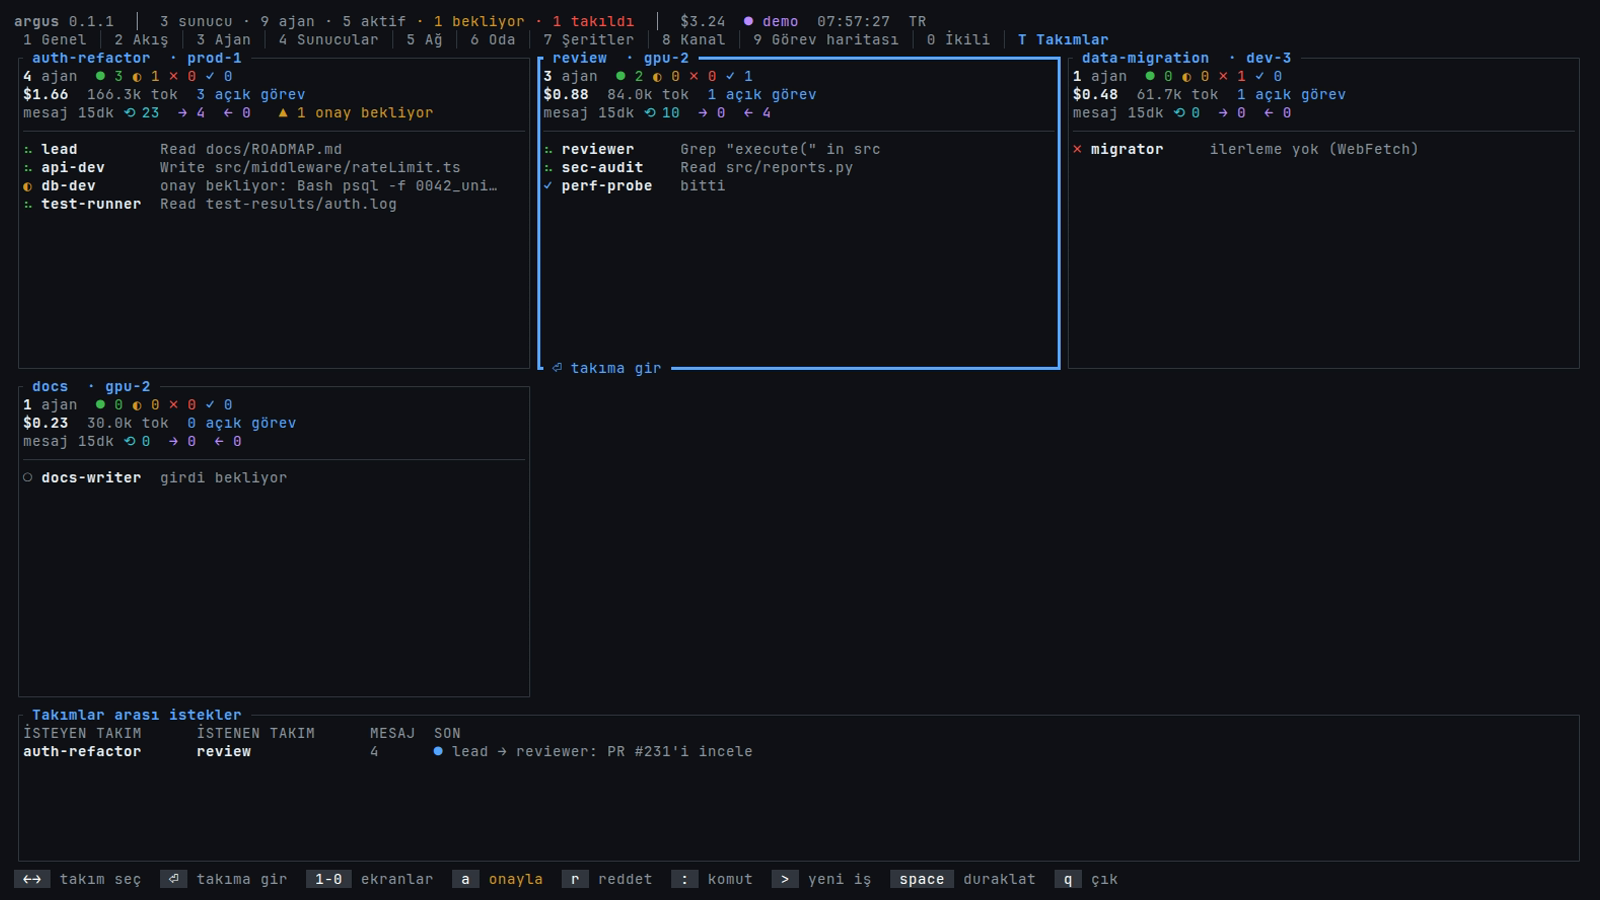 argus 0.1.1 │ 3 sunucu · 9 ajan · 5 aktif · 1 bekliyor · 1 takıldı │ $3.24 ● demo 07:57:27 TR
1 Genel │ 2 Akış │ 3 Ajan │ 4 Sunucular │ 5 Ağ │ 6 Oda │ 7 Şeritler │ 8 Kanal │ 9 Görev haritası │ 0 İkili │ T Takımlar
auth-refactor · prod-1
4 ajan ● 3 ◐ 1 ✕ 0 ✓ 0
$1.66 166.3k tok 3 açık görev
mesaj 15dk ⟲ 23 → 4 ← 0 ▲ 1 onay bekliyor
lead Read docs/ROADMAP.md
api-dev Write src/middleware/rateLimit.ts
◐ db-dev onay bekliyor: Bash psql -f 0042_uni…
test-runner Read test-results/auth.log
review · gpu-2
3 ajan ● 2 ◐ 0 ✕ 0 ✓ 1
$0.88 84.0k tok 1 açık görev
mesaj 15dk ⟲ 10 → 0 ← 4
reviewer Grep "execute(" in src
sec-audit Read src/reports.py
✓ perf-probe bitti
⏎ takıma gir
data-migration · dev-3
1 ajan ● 0 ◐ 0 ✕ 1 ✓ 0
$0.48 61.7k tok 1 açık görev
mesaj 15dk ⟲ 0 → 0 ← 0
✕ migrator ilerleme yok (WebFetch)
docs · gpu-2
1 ajan ● 0 ◐ 0 ✕ 0 ✓ 0
$0.23 30.0k tok 0 açık görev
mesaj 15dk ⟲ 0 → 0 ← 0
○ docs-writer girdi bekliyor
Takımlar arası istekler
İSTEYEN TAKIM İSTENEN TAKIM MESAJ SON
auth-refactor review 4 ● lead → reviewer: PR #231'i incele
←→ takım seç ⏎ takıma gir 1-0 ekranlar a onayla r reddet : komut > yeni iş space duraklat q çık